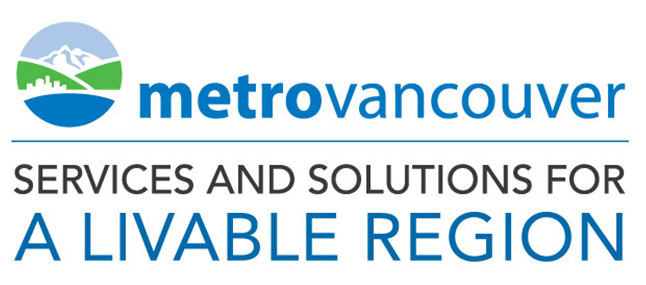 metrovancouver
SERVICES AND SOLUTIONS FOR
A LIVABLE REGION